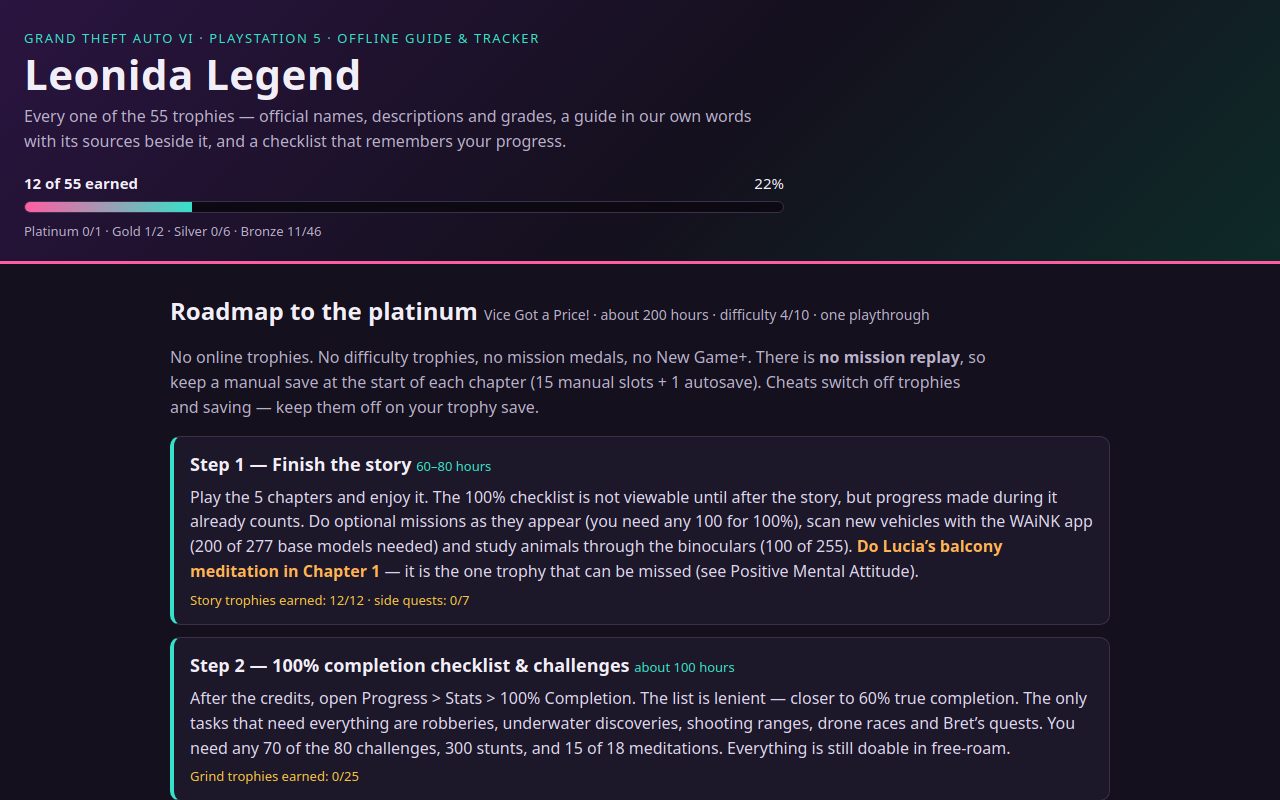 GRAND THEFT AUTO VI · PLAYSTATION 5 · OFFLINE GUIDE & TRACKER
Leonida Legend
Every one of the 55 trophies — official names, descriptions and grades, a guide in our own words
with its sources beside it, and a checklist that remembers your progress.
12 of 55 earned 22%
Platinum 0/1 · Gold 1/2 · Silver 0/6 · Bronze 11/46
Roadmap to the platinum Vice Got a Price! · about 200 hours · difficulty 4/10 · one playthrough
No online trophies. No difficulty trophies, no mission medals, no New Game+. There is no mission replay, so
keep a manual save at the start of each chapter (15 manual slots + 1 autosave). Cheats switch off trophies
and saving — keep them off on your trophy save.
Step 1 — Finish the story 60–80 hours
Play the 5 chapters and enjoy it. The 100% checklist is not viewable until after the story, but progress made during it
already counts. Do optional missions as they appear (you need any 100 for 100%), scan new vehicles with the WAiNK app
(200 of 277 base models needed) and study animals through the binoculars (100 of 255). Do Lucia’s balcony
meditation in Chapter 1 — it is the one trophy that can be missed (see Positive Mental Attitude).
Story trophies earned: 12/12 · side quests: 0/7
Step 2 — 100% completion checklist & challenges about 100 hours
After the credits, open Progress > Stats > 100% Completion. The list is lenient — closer to 60% true completion. The only
tasks that need everything are robberies, underwater discoveries, shooting ranges, drone races and Bret’s quests. You
need any 70 of the 80 challenges, 300 stunts, and 15 of 18 meditations. Everything is still doable in free-roam.
Grind trophies earned: 0/25